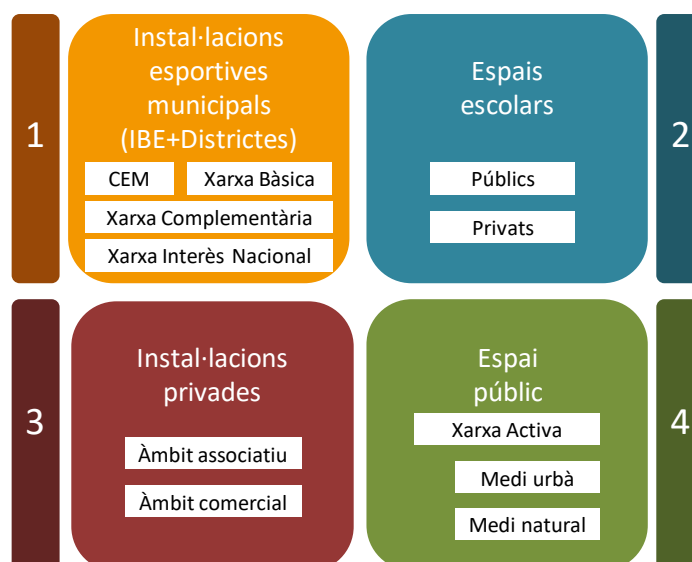 1
Instal·lacions
esportives
municipals
(IBE+Districtes)
CEM
Xarxa Bàsica
Xarxa Complementària
Xarxa Interès Nacional
Espais
escolars
Públics
Privats
2
3
Instal·lacions
privades
Àmbit associatiu
Àmbit comercial
Espai
públic
Xarxa Activa
Medi urbà
Medi natural
4